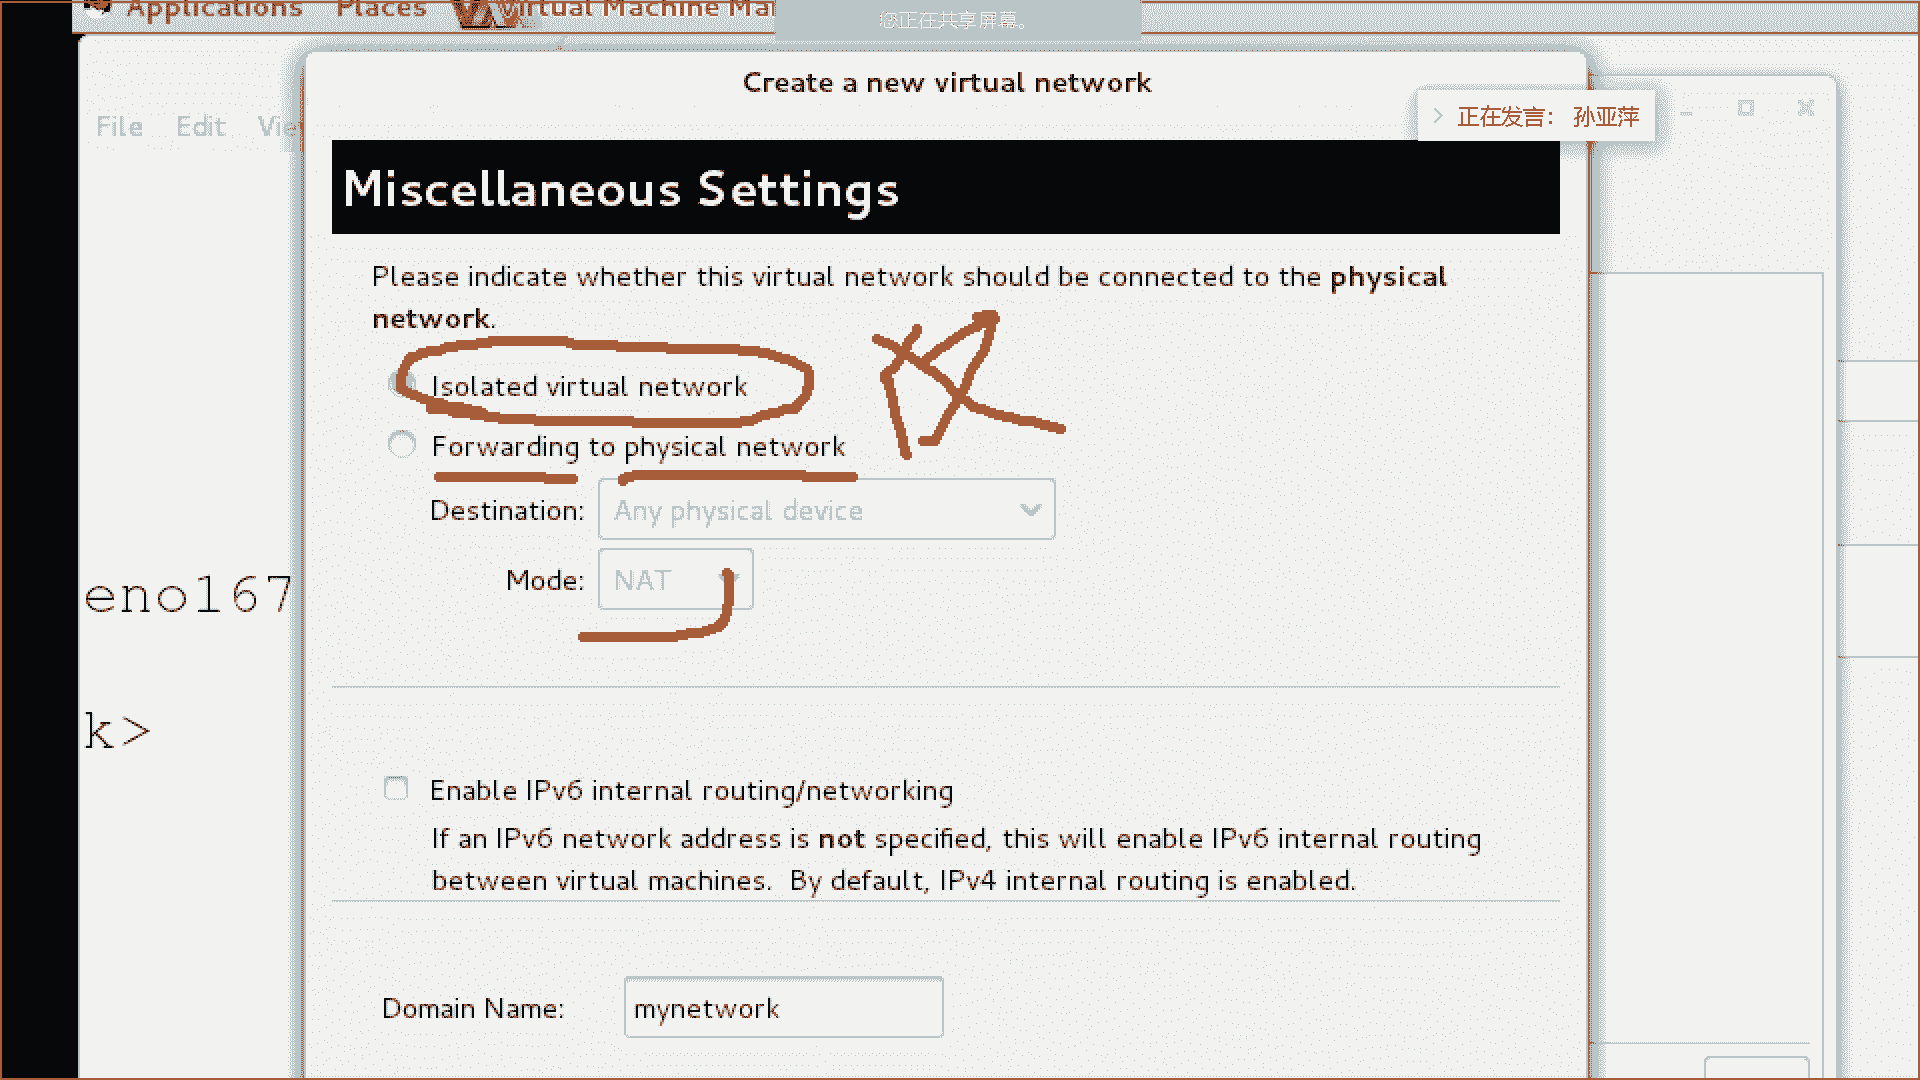 Applications Places Virtual Machine Ma
您正在共享屏幕。
Create a new virtual network
正在发言： 孙亚萍
File Edit Vie
Miscellaneous Settings
Please indicate whether this virtual network should be connected to the physical
network.
Isolated virtual network
Forwarding to physical network
Destination: Any physical device
Mode: NAT
eno167
k>
Enable IPv6 internal routing/networking
If an IPv6 network address is not specified, this will enable IPv6 internal routing
between virtual machines. By default, IPv4 internal routing is enabled.
Domain Name: mynetwork